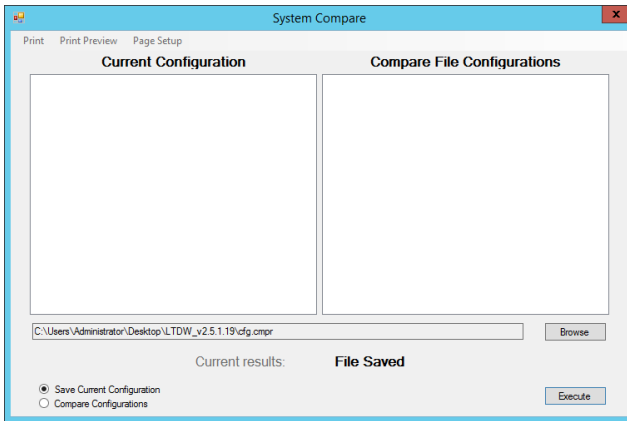 System Compare
x
Print Print Preview Page Setup
Current Configuration Compare File Configurations
C:\Users\Administrator\Desktop\LTDW_v2.5.1.19\cfg.cmpr Browse
Current results: File Saved
Save Current Configuration
Compare Configurations
Execute